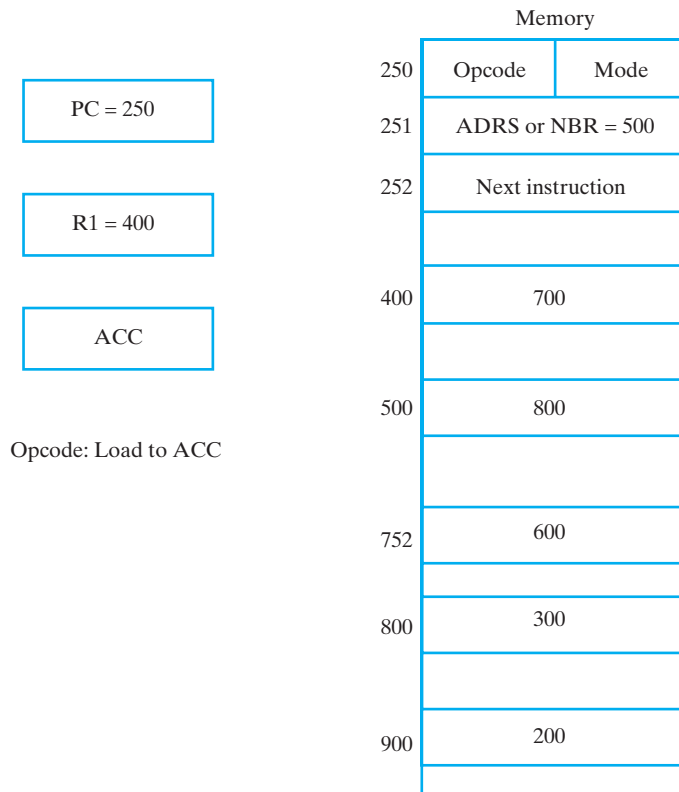 Memory
250 Opcode Mode
PC = 250
251 ADRS or NBR = 500
252 Next instruction
R1 = 400
400 700
ACC
500 800
Opcode: Load to ACC
752 600
800 300
900 200